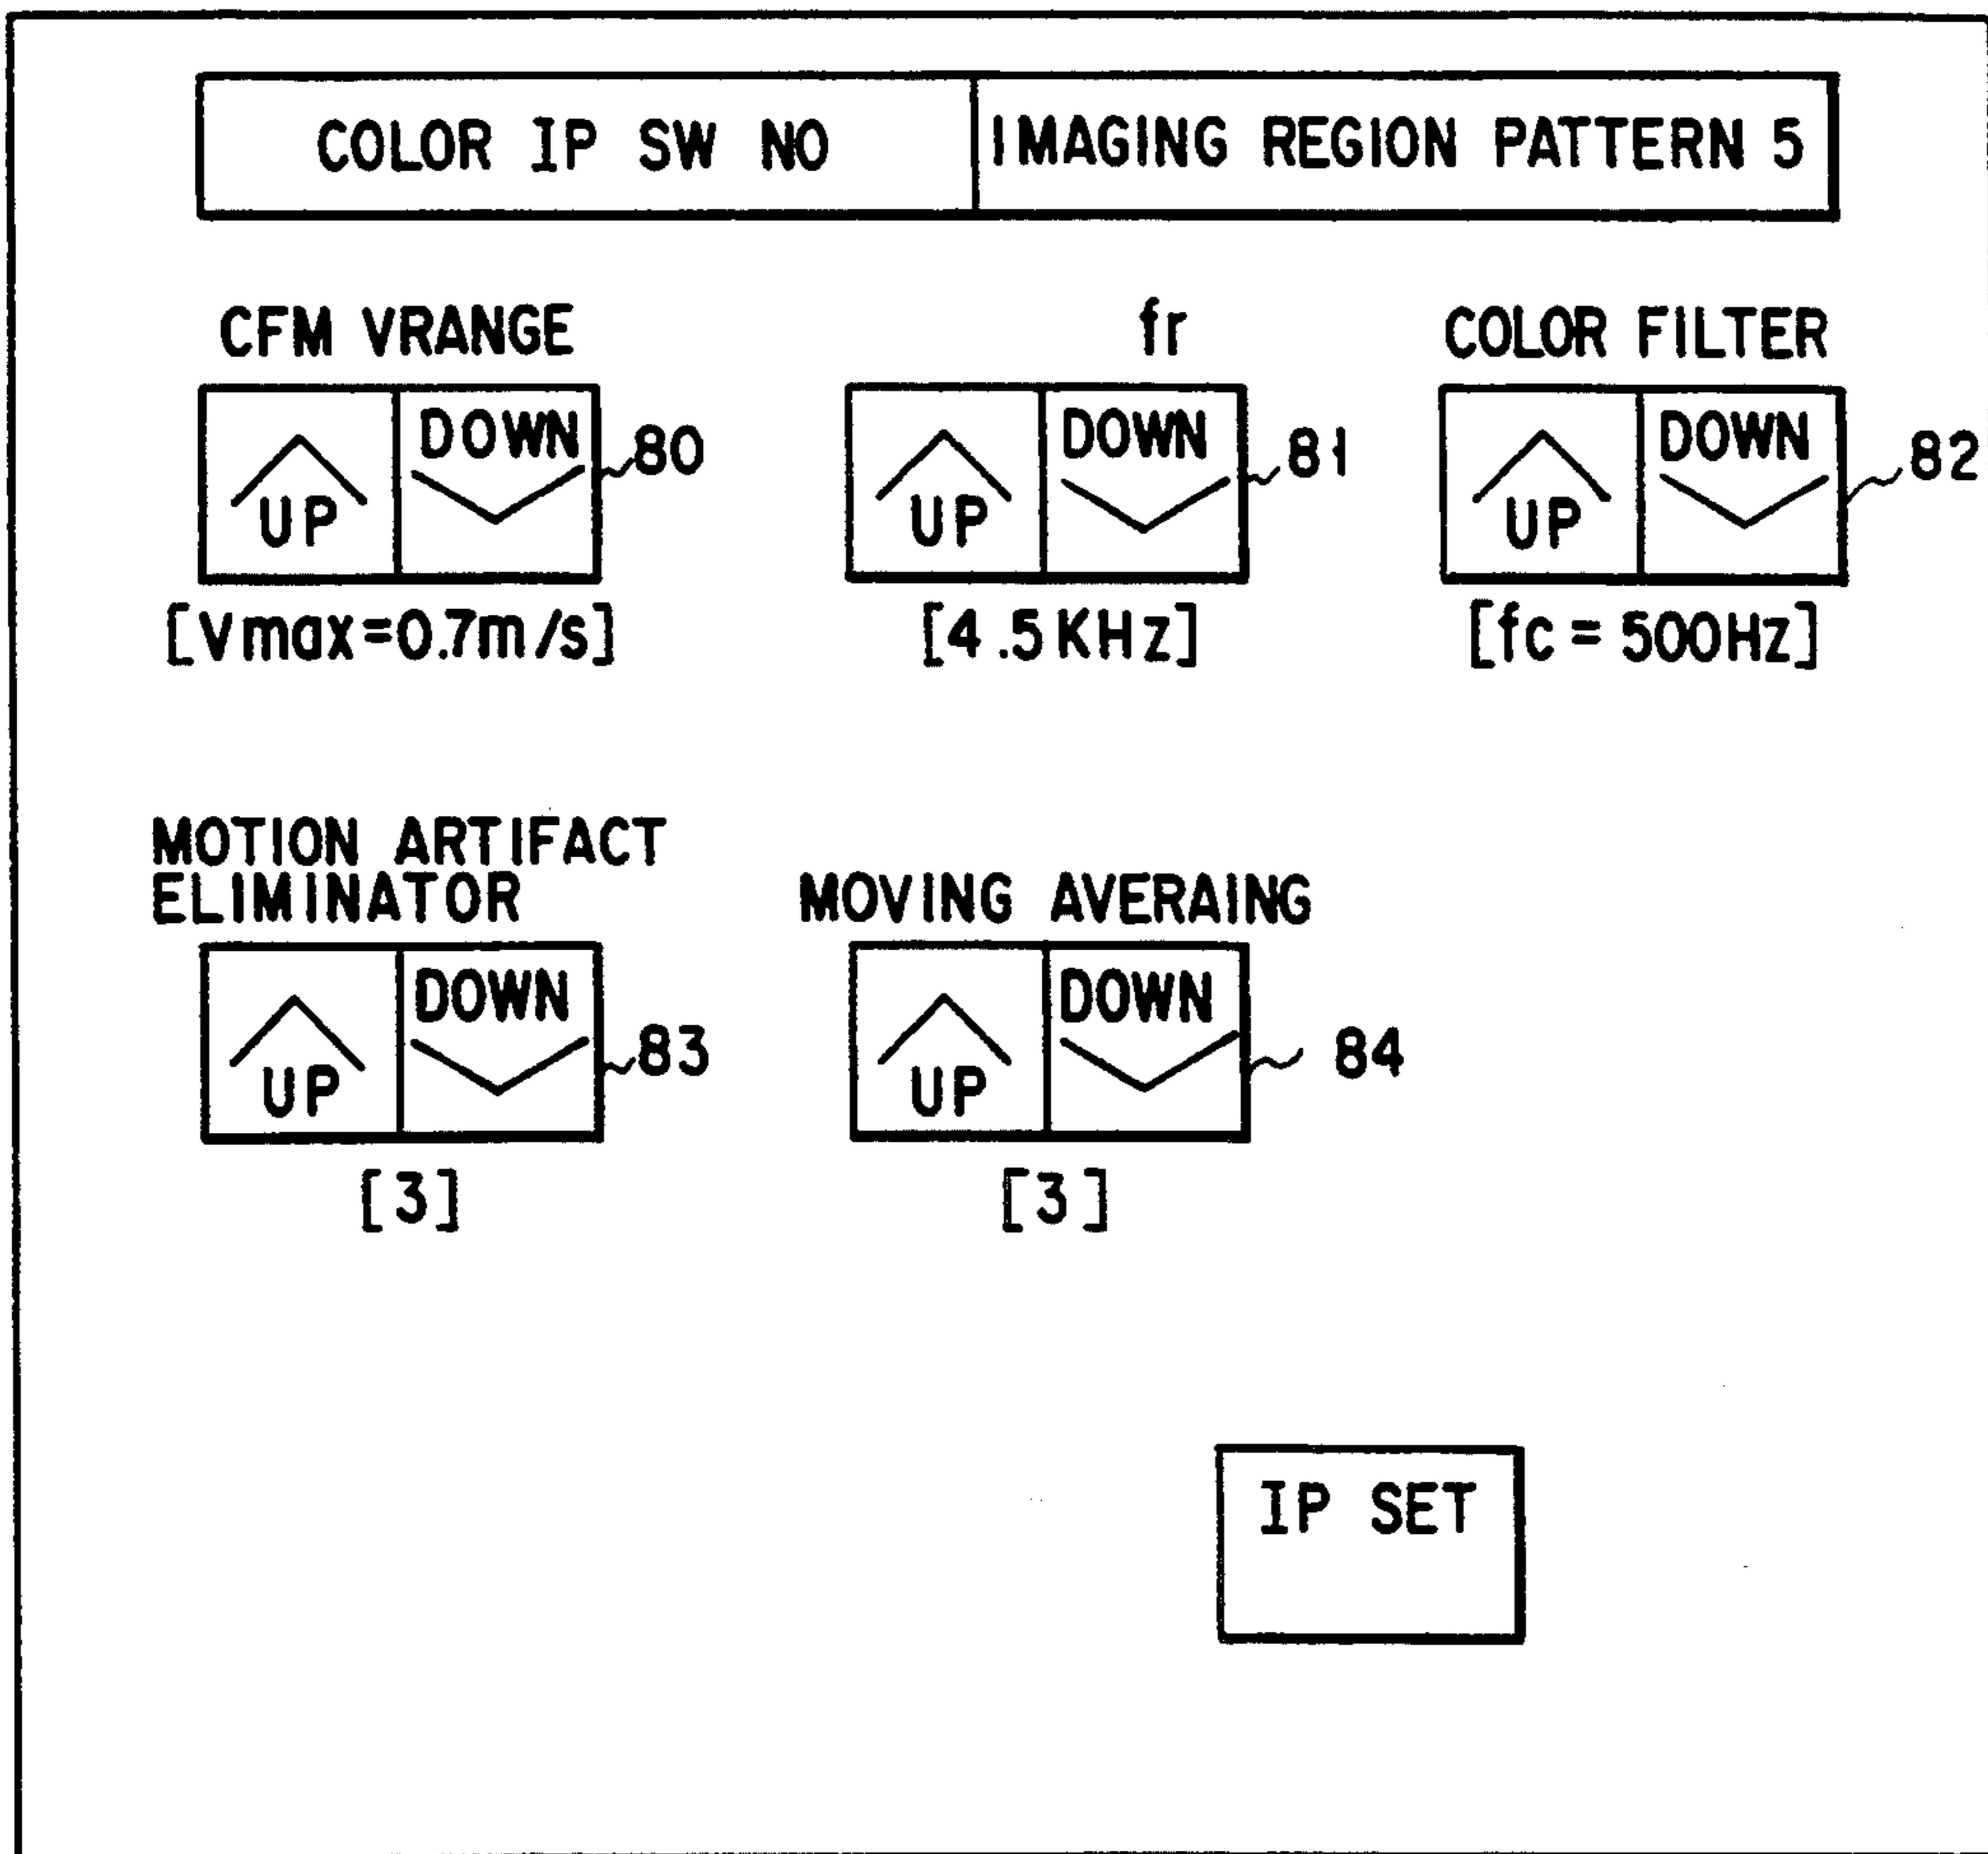 COLOR IP SW NO
IMAGING REGION PATTERN 5
CFM VRANGE
fr
COLOR FILTER
UP
DOWN
80
UP
DOWN
81
UP
DOWN
82
[Vmax=0.7m/s]
[4.5KHz]
[fc=500Hz]
MOTION ARTIFACT
ELIMINATOR
MOVING AVERAING
UP
DOWN
83
UP
DOWN
84
[3]
[3]
IP SET